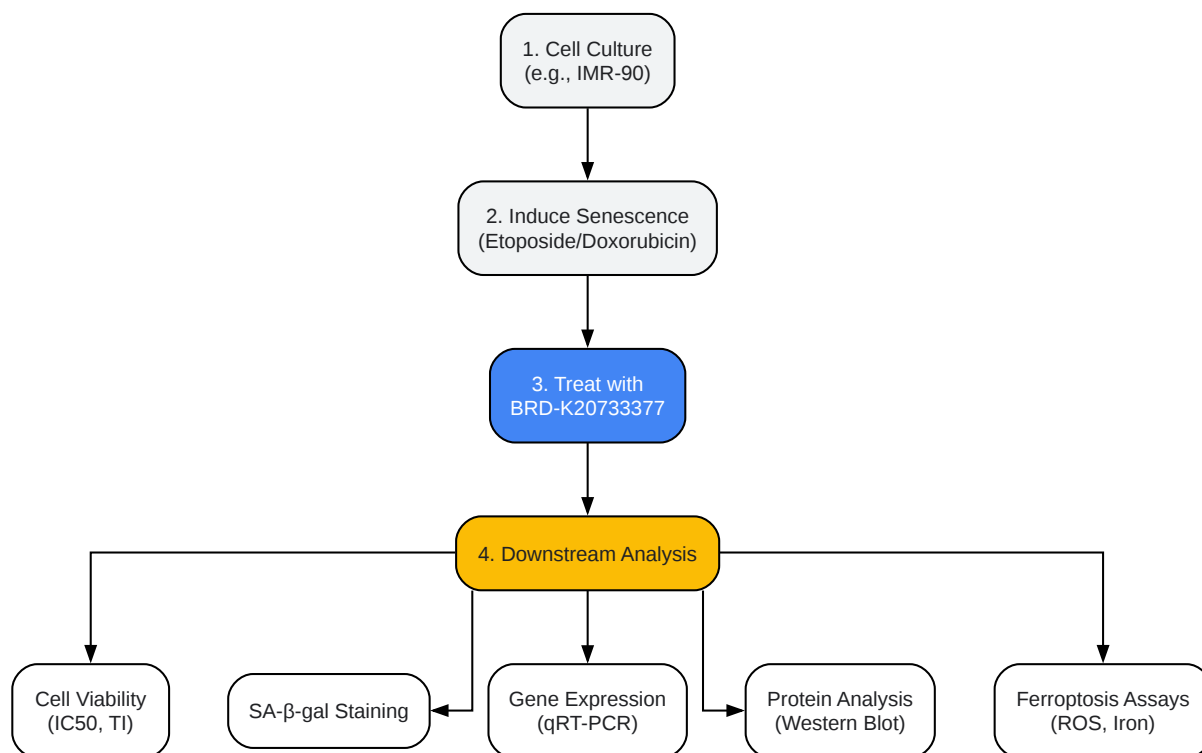 1. Cell Culture
(e.g., IMR-90)
2. Induce Senescence
(Etoposide/Doxorubicin)
3. Treat with
BRD-K20733377
4. Downstream Analysis
Cell Viability
(IC50, TI)
SA-β-gal Staining
Gene Expression
(qRT-PCR)
Protein Analysis
(Western Blot)
Ferroptosis Assays
(ROS, Iron)